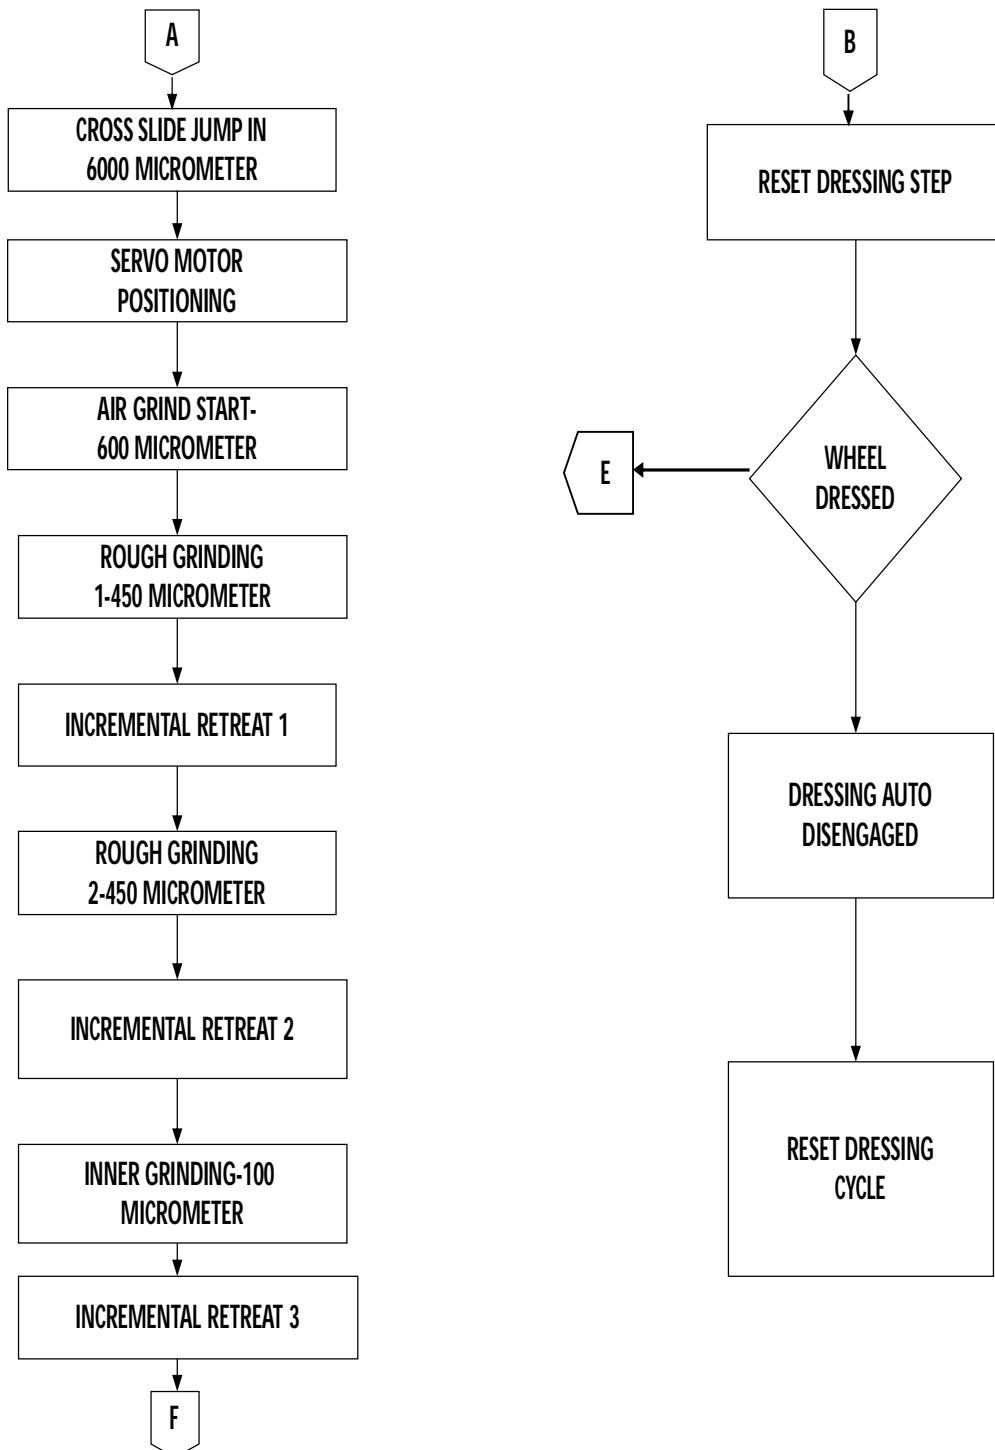 A
CROSS SLIDE JUMP IN
6000 MICROMETER
SERVO MOTOR
POSITIONING
AIR GRIND START-
600 MICROMETER
ROUGH GRINDING
1-450 MICROMETER
INCREMENTAL RETREAT 1
ROUGH GRINDING
2-450 MICROMETER
INCREMENTAL RETREAT 2
INNER GRINDING-100
MICROMETER
INCREMENTAL RETREAT 3
F
B
RESET DRESSING STEP
WHEEL
DRESSED
E
DRESSING AUTO
DISENGAGED
RESET DRESSING
CYCLE